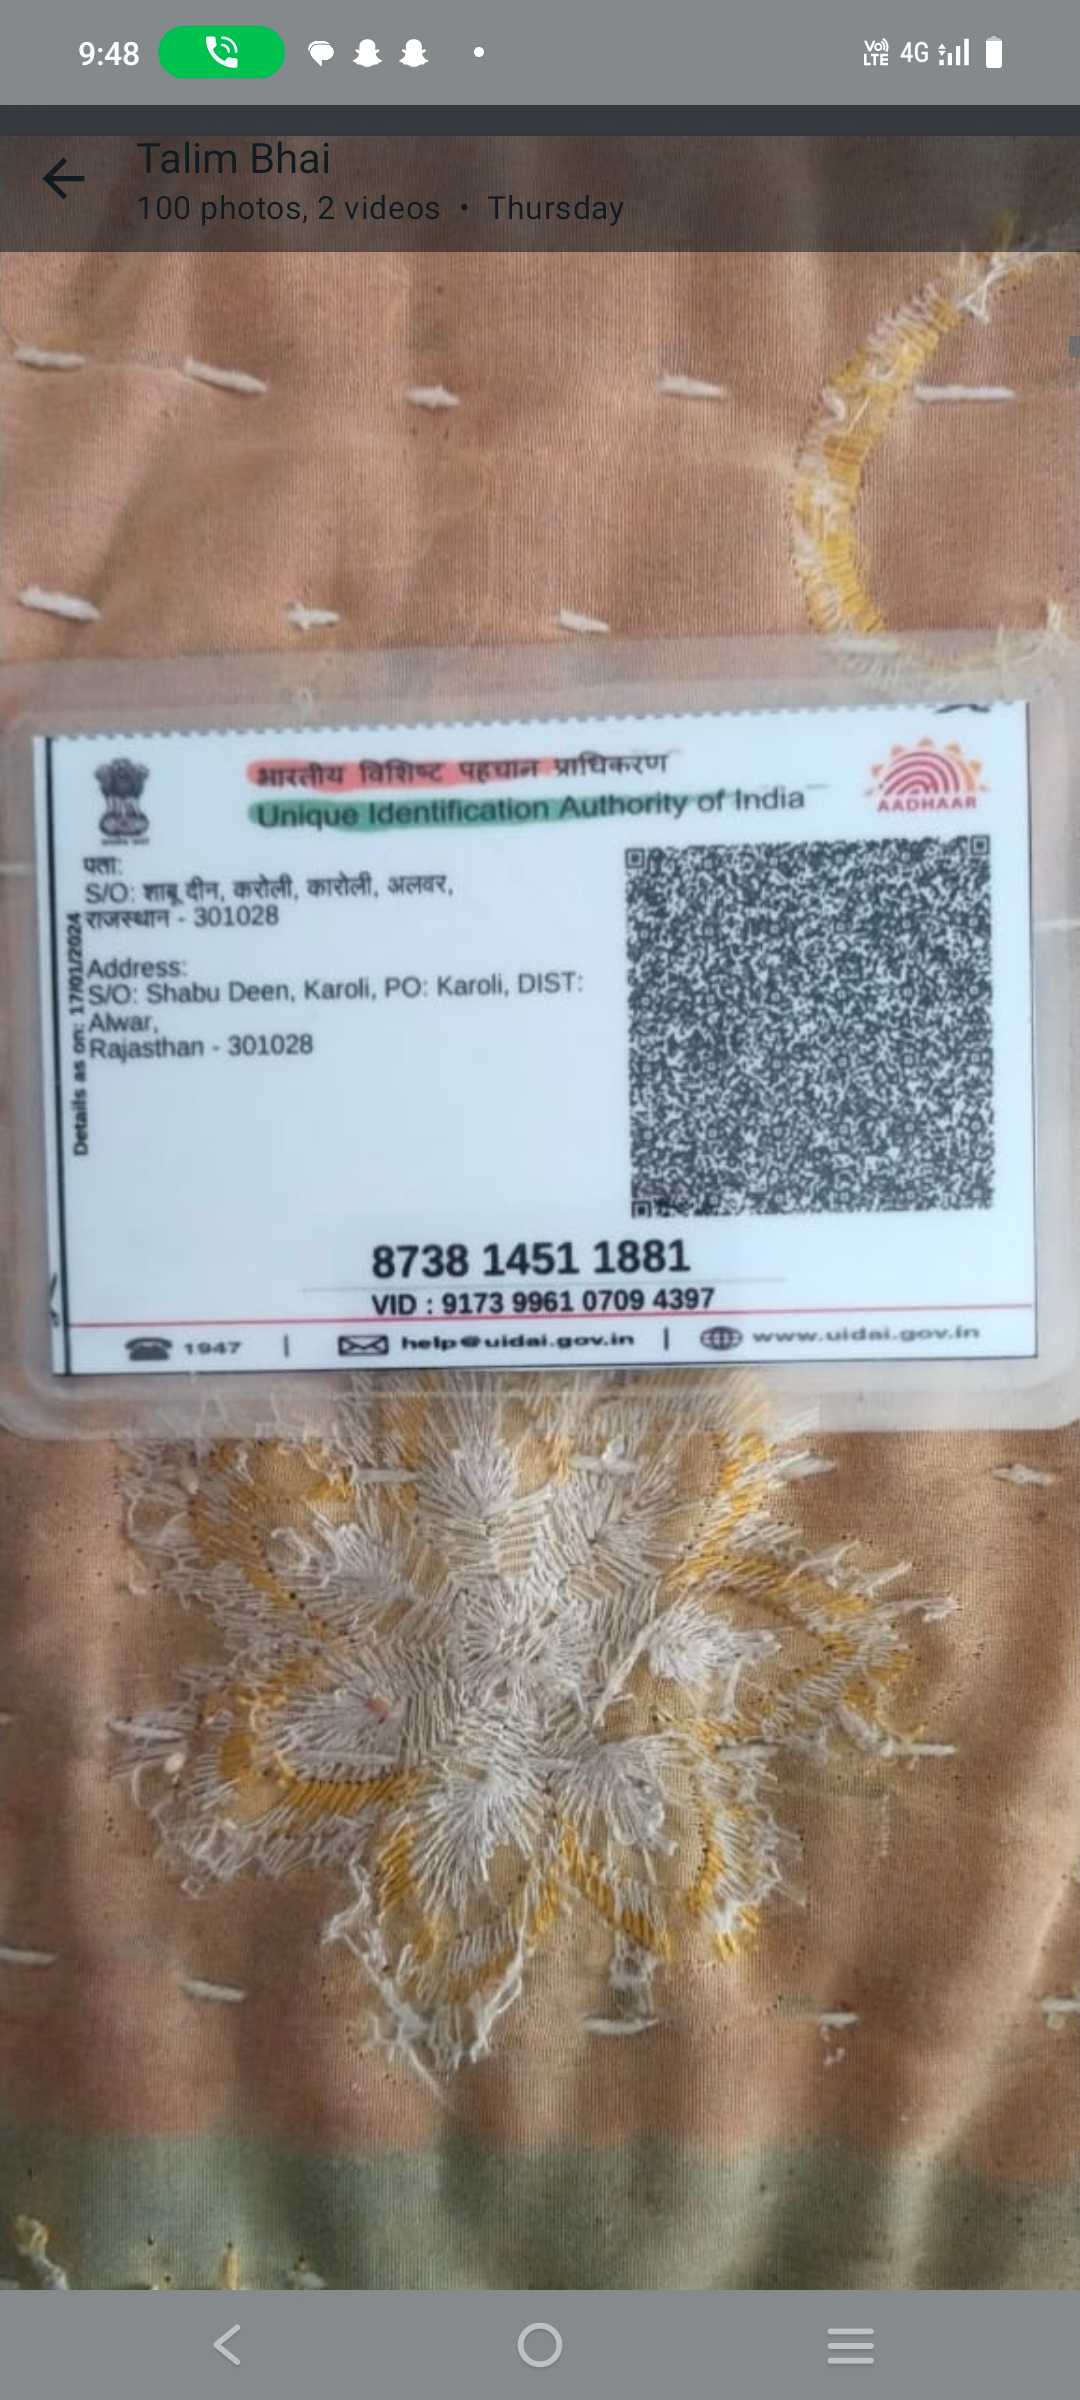 9:48
Vo)) LTE 4G
Talim Bhai
100 photos, 2 videos • Thursday
भारतीय विशिष्ट पहचान प्राधिकरण
Unique Identification Authority of India
AADHAAR
पता:
S/O: शाबू दीन, करोली, कारोली, अलवर,
राजस्थान - 301028
Address:
S/O: Shabu Deen, Karoli, PO: Karoli, DIST:
Alwar,
Rajasthan - 301028
Details as on: 17/01/2024
8738 1451 1881
VID : 9173 9961 0709 4397
1947 | help@uidai.gov.in | www.uidai.gov.in